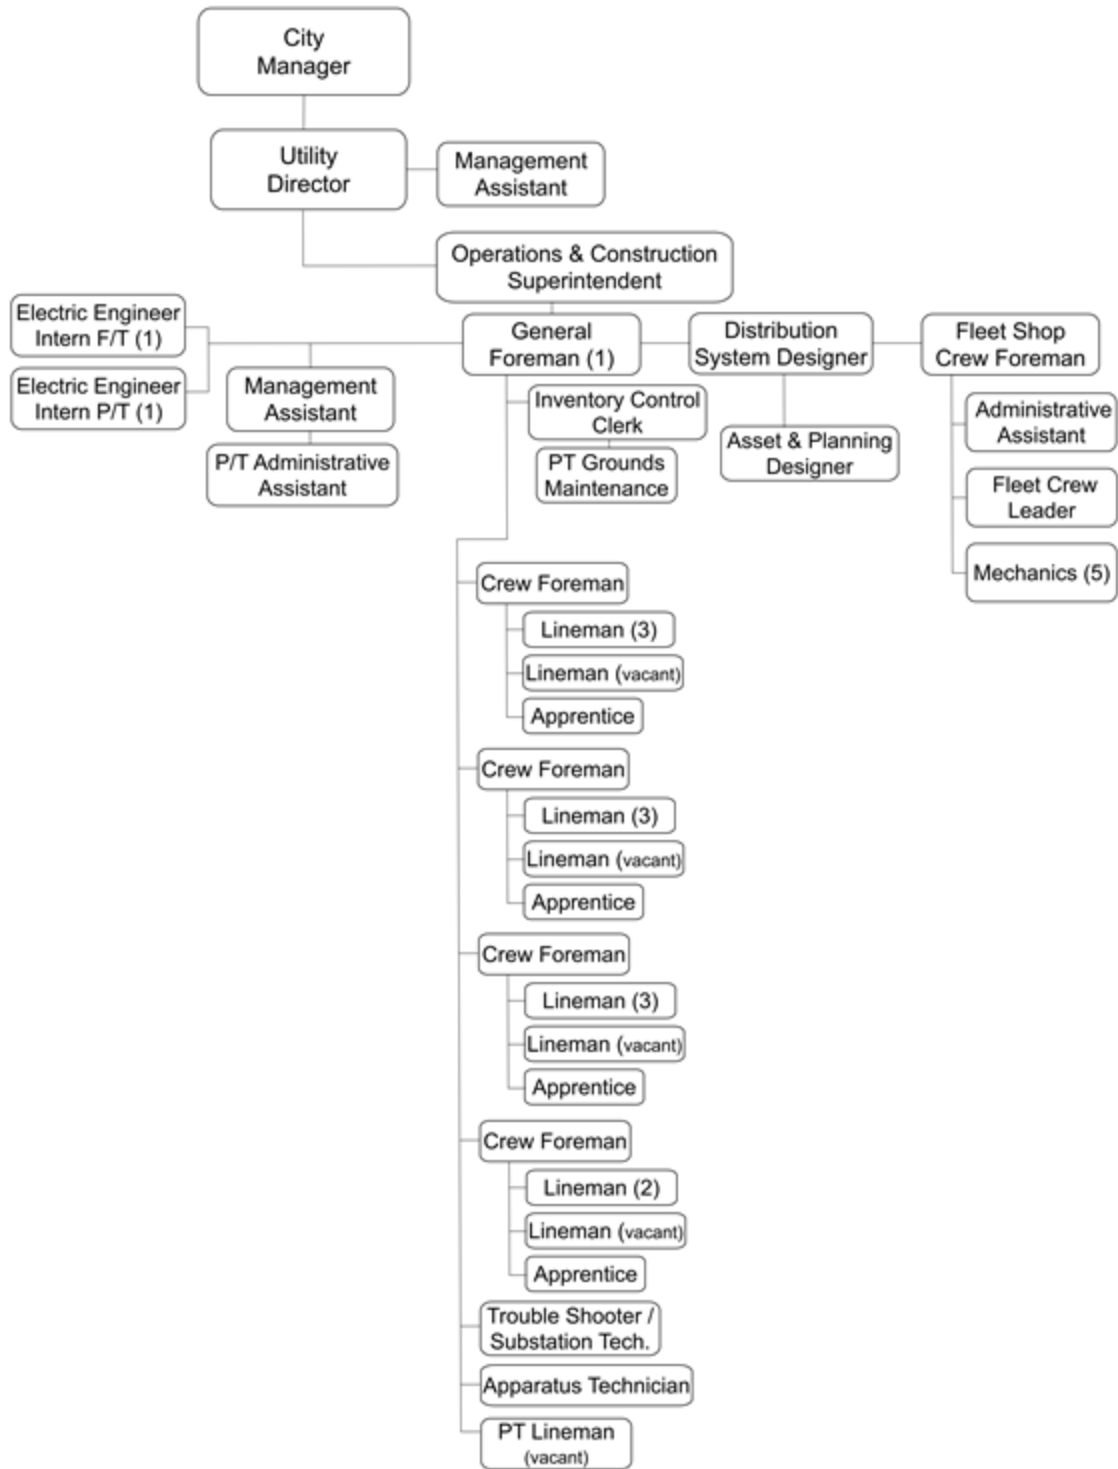 City
Manager
Utility
Director
Management
Assistant
Operations & Construction
Superintendent
Electric Engineer
Intern F/T (1)
Electric Engineer
Intern P/T (1)
Management
Assistant
P/T Administrative
Assistant
General
Foreman (1)
Inventory Control
Clerk
PT Grounds
Maintenance
Distribution
System Designer
Asset & Planning
Designer
Fleet Shop
Crew Foreman
Administrative
Assistant
Fleet Crew
Leader
Mechanics (5)
Crew Foreman
Lineman (3)
Lineman (vacant)
Apprentice
Crew Foreman
Lineman (3)
Lineman (vacant)
Apprentice
Crew Foreman
Lineman (3)
Lineman (vacant)
Apprentice
Crew Foreman
Lineman (2)
Lineman (vacant)
Apprentice
Trouble Shooter /
Substation Tech.
Apparatus Technician
PT Lineman
(vacant)